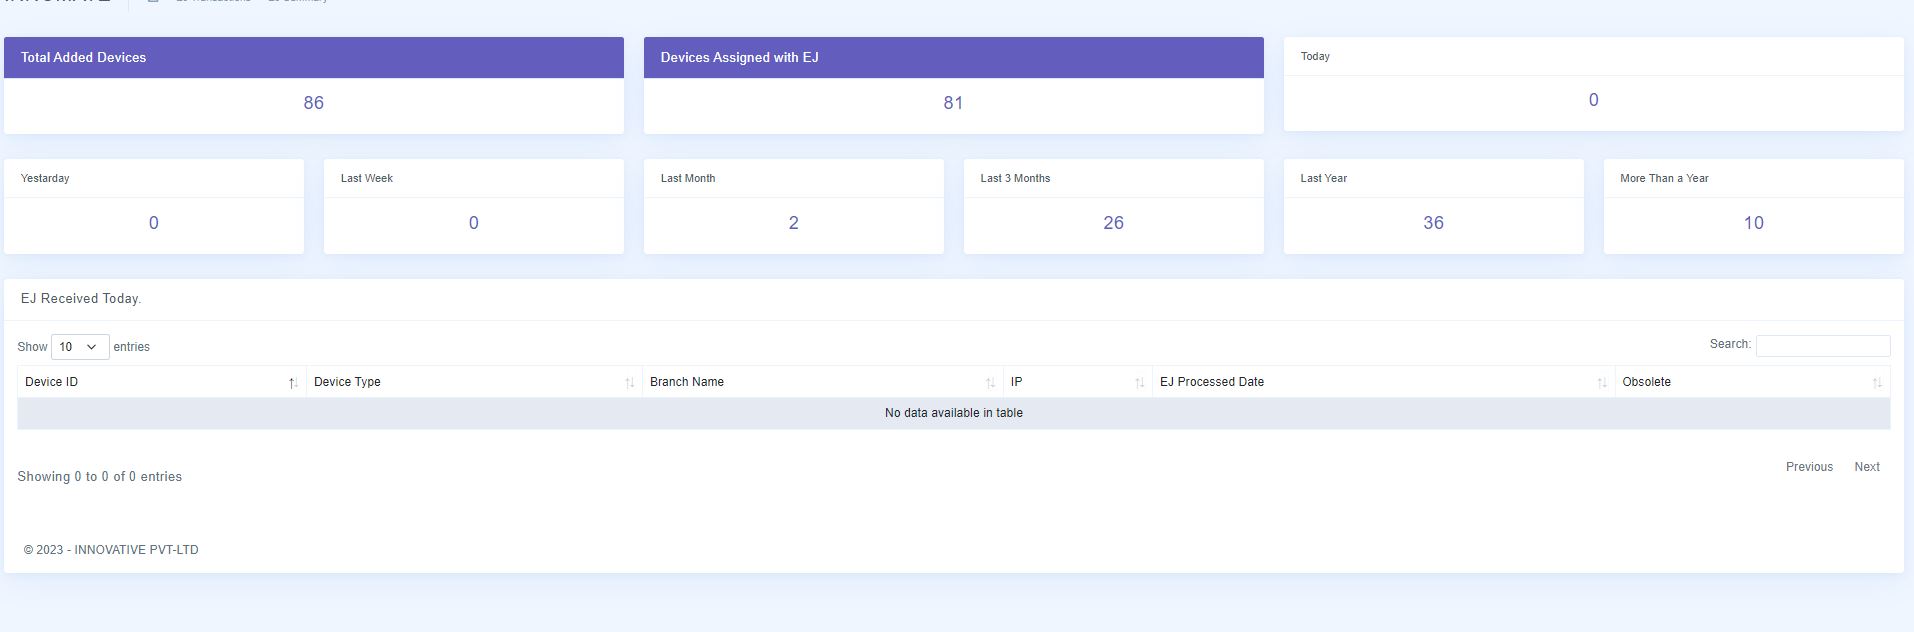 Total Added Devices
86
Devices Assigned with EJ
81
Today
0
Yestarday
0
Last Week
0
Last Month
2
Last 3 Months
26
Last Year
36
More Than a Year
10
EJ Received Today.
Show 10 entries
Search:
Device ID Device Type Branch Name IP EJ Processed Date Obsolete
No data available in table
Showing 0 to 0 of 0 entries
Previous Next
© 2023 - INNOVATIVE PVT-LTD